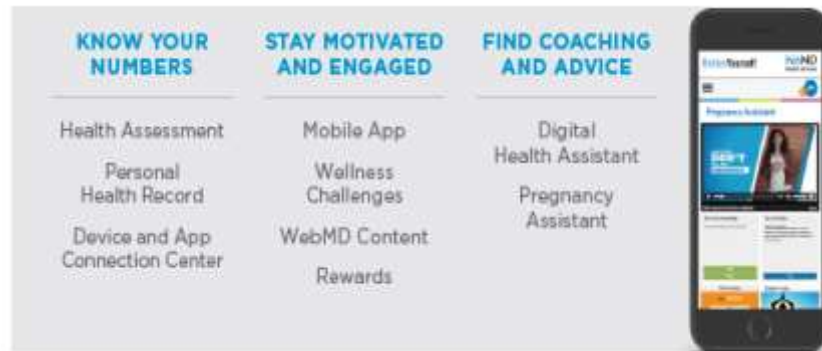 KNOW YOUR
NUMBERS
Health Assessment
Personal
Health Record
Device and App
Connection Center
STAY MOTIVATED
AND ENGAGED
Mobile App
Wellness
Challenges
WebMD Content
Rewards
FIND COACHING
AND ADVICE
Digital
Health Assistant
Pregnancy
Assistant
WebMD
Pregnancy Assistant